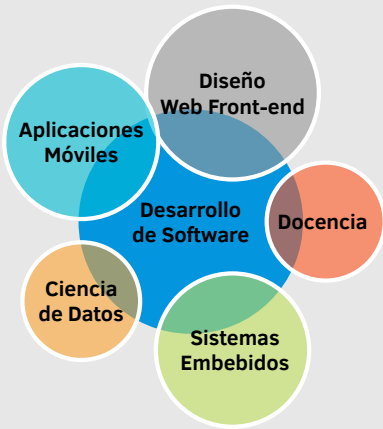 Diseño
Web Front-end
Aplicaciones
Móviles
Desarrollo
de Software
Docencia
Ciencia
de Datos
Sistemas
Embebidos